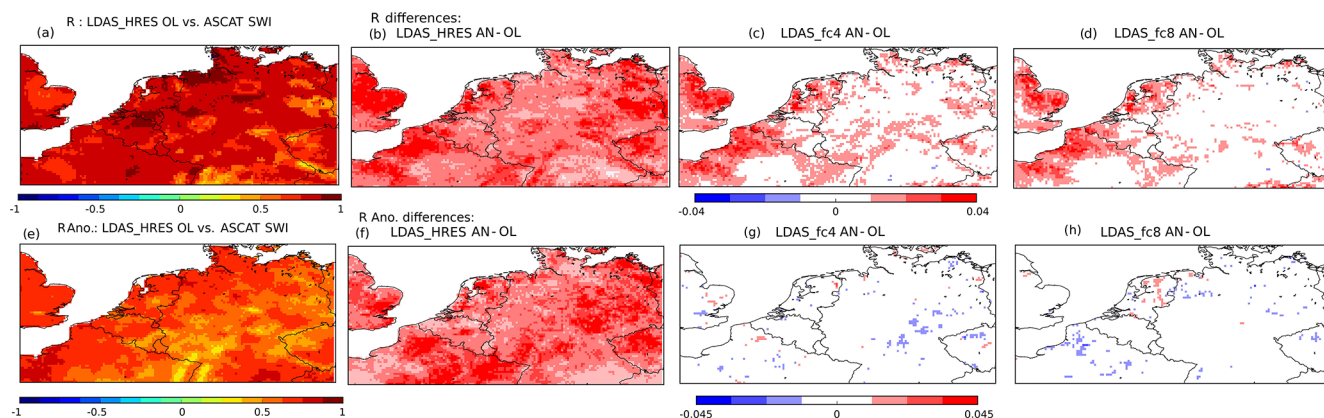 (a) R : LDAS_HRES OL vs. ASCAT SWI
R differences:
(b) LDAS_HRES AN-OL
(c) LDAS_fc4 AN-OL
(d) LDAS_fc8 AN-OL
-1 -0.5 0 0.5 1
-0.04 0 0.04
(e) R Ano.: LDAS_HRES OL vs. ASCAT SWI
R Ano. differences:
(f) LDAS_HRES AN-OL
(g) LDAS_fc4 AN-OL
(h) LDAS_fc8 AN-OL
-1 -0.5 0 0.5 1
-0.045 0 0.045